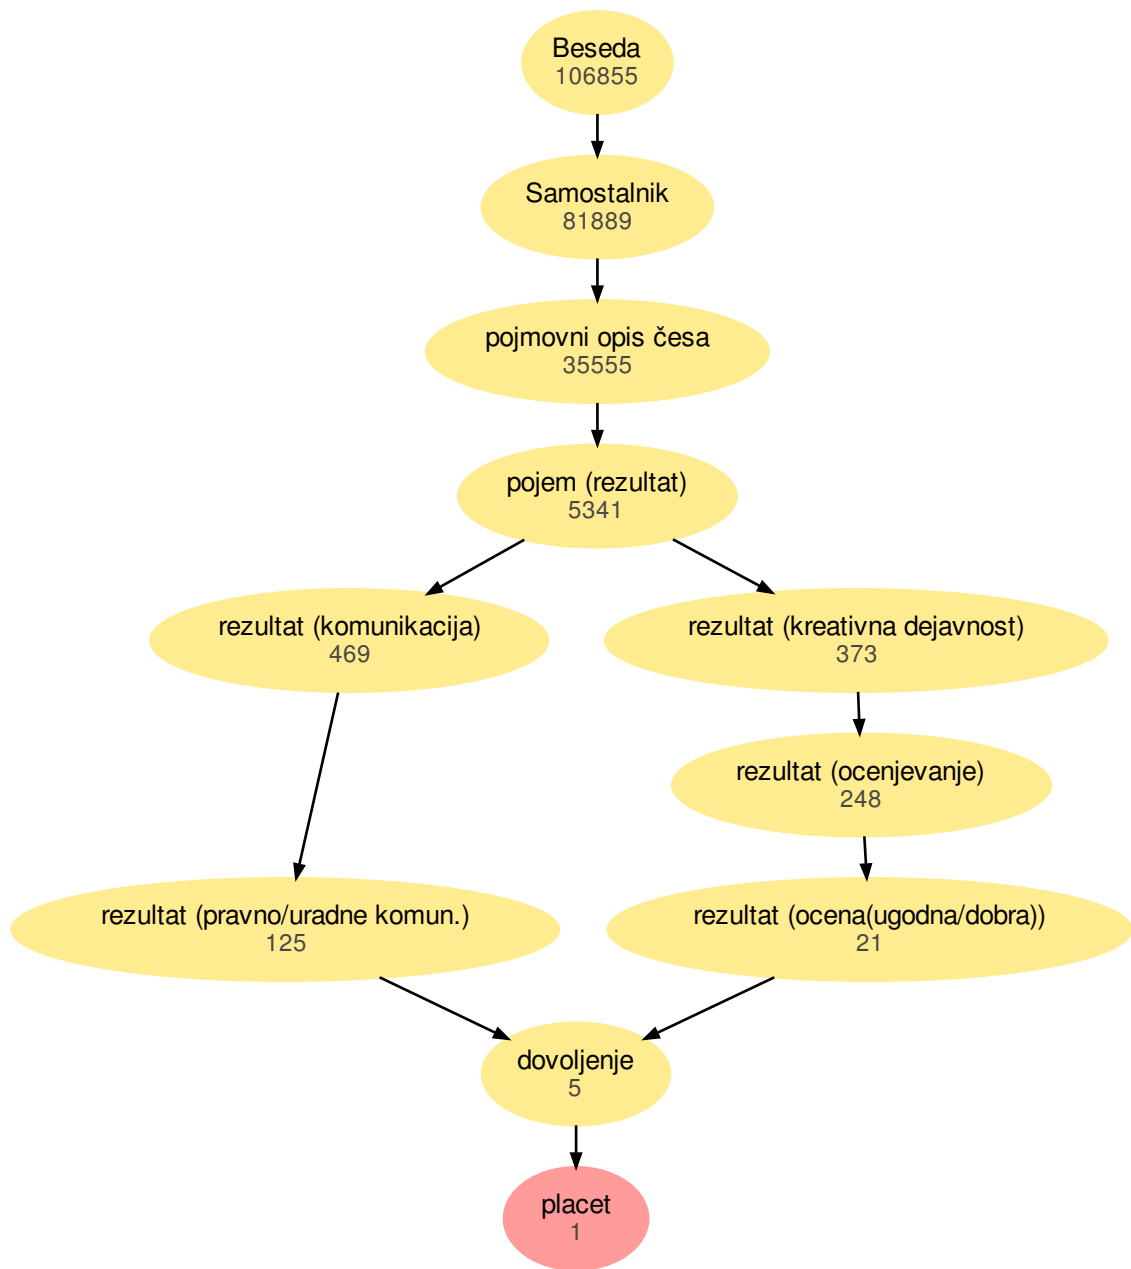 Beseda
106855
Samostalnik
81889
pojmovni opis česa
35555
pojem (rezultat)
5341
rezultat (komunikacija)
469
rezultat (kreativna dejavnost)
373
rezultat (ocenjevanje)
248
rezultat (pravno/uradne komun.)
125
rezultat (ocena(ugodna/dobra))
21
dovoljenje
5
placet
1